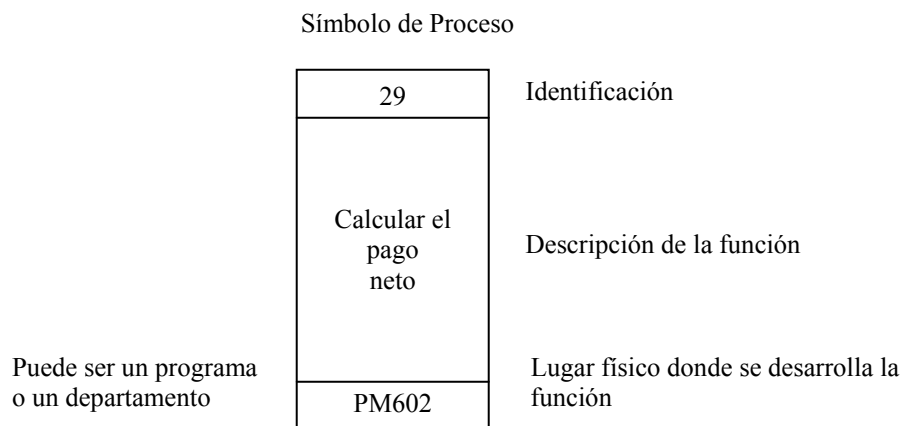 Símbolo de Proceso
29
Identificación
Calcular el
pago
neto
Descripción de la función
Puede ser un programa
o un departamento
PM602
Lugar físico donde se desarrolla la
función